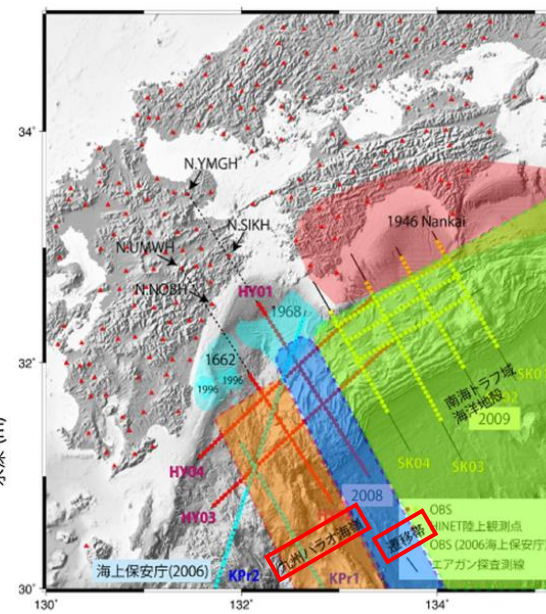 34゜
N.YMGH
1946 Nankai
N.SIKH
N.UMWH
N.NOBH
HY01
1968
1662
32゜
1996
1996
南海トラフ域
海洋地殻
2009
HY04
SK04
SK03
2008
HY03
OBS
HINET陸上観測点
OBS (2006海上保安庁
エアガン探査測線
九州パラオ海嶺
遷移帯
海上保安庁(2006)
KPr2
KPr1
30゜
130゜
132゜
134゜